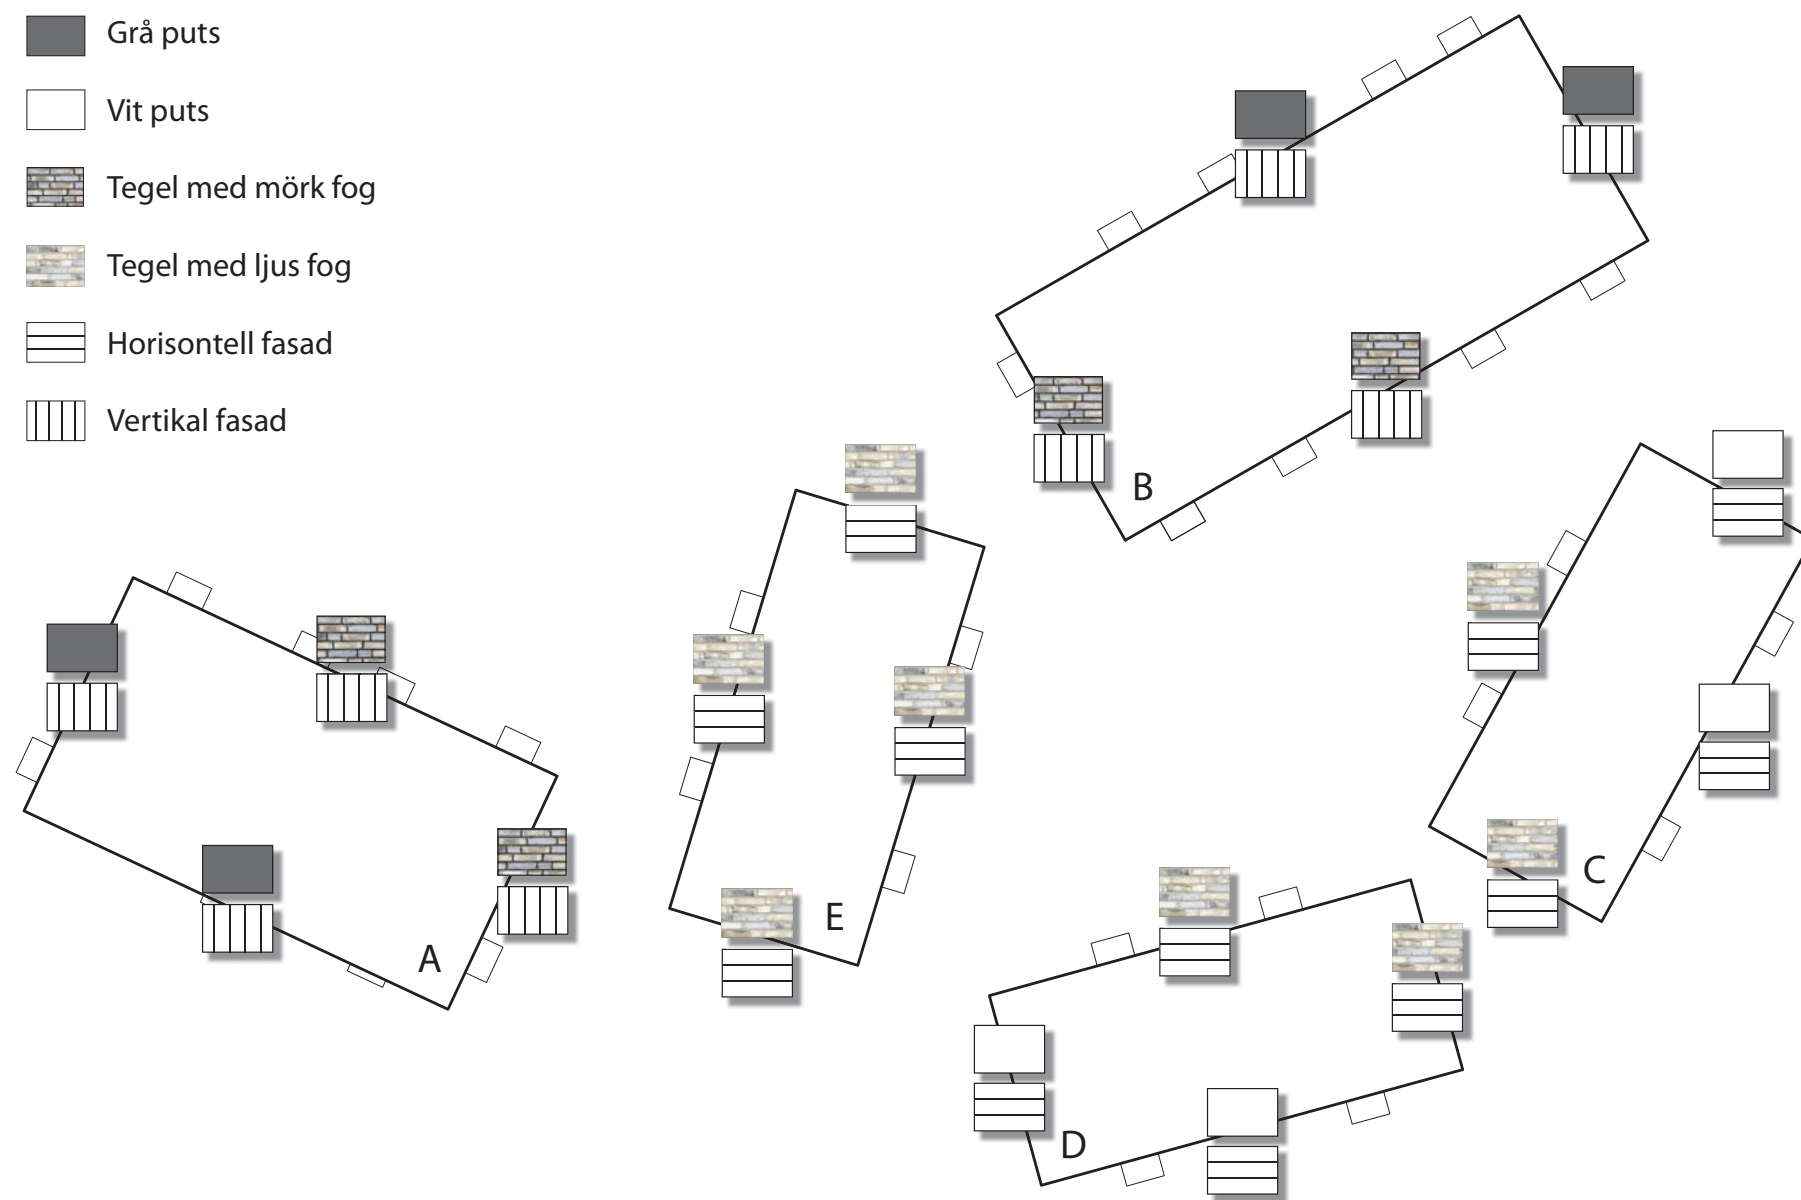 Grå puts
Vit puts
Tegel med mörk fog
Tegel med ljus fog
Horisontell fasad
Vertikal fasad
B
E
C
A
D